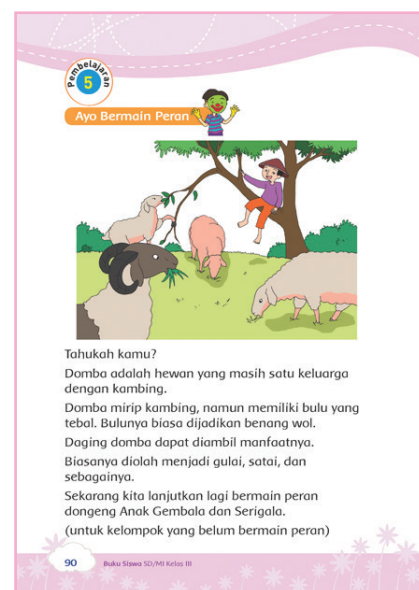 Pembelajaran
5
Ayo Bermain Peran
Tahukah kamu?
Domba adalah hewan yang masih satu keluarga
dengan kambing.
Domba mirip kambing, namun memiliki bulu yang
tebal. Bulunya biasa dijadikan benang wol.
Daging domba dapat diambil manfaatnya.
Biasanya diolah menjadi gulai, satai, dan
sebagainya.
Sekarang kita lanjutkan lagi bermain peran
dongeng Anak Gembala dan Serigala.
(untuk kelompok yang belum bermain peran)
90 Buku Siswa SD/MI Kelas III